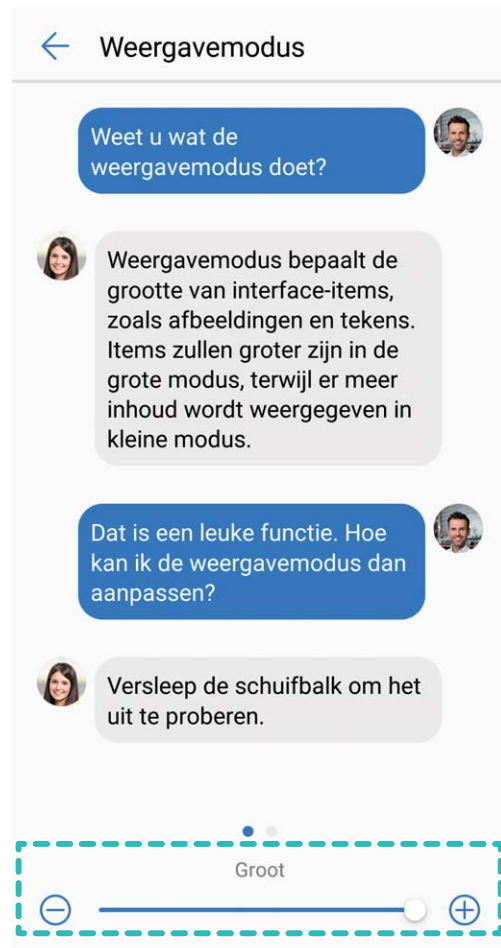 Weergavemodus
Weet u wat de
weergavemodus doet?
Weergavemodus bepaalt de
grootte van interface-items,
zoals afbeeldingen en tekens.
Items zullen groter zijn in de
grote modus, terwijl er meer
inhoud wordt weergegeven in
kleine modus.
Dat is een leuke functie. Hoe
kan ik de weergavemodus dan
aanpassen?
Versleep de schuifbalk om het
uit te proberen.
Groot